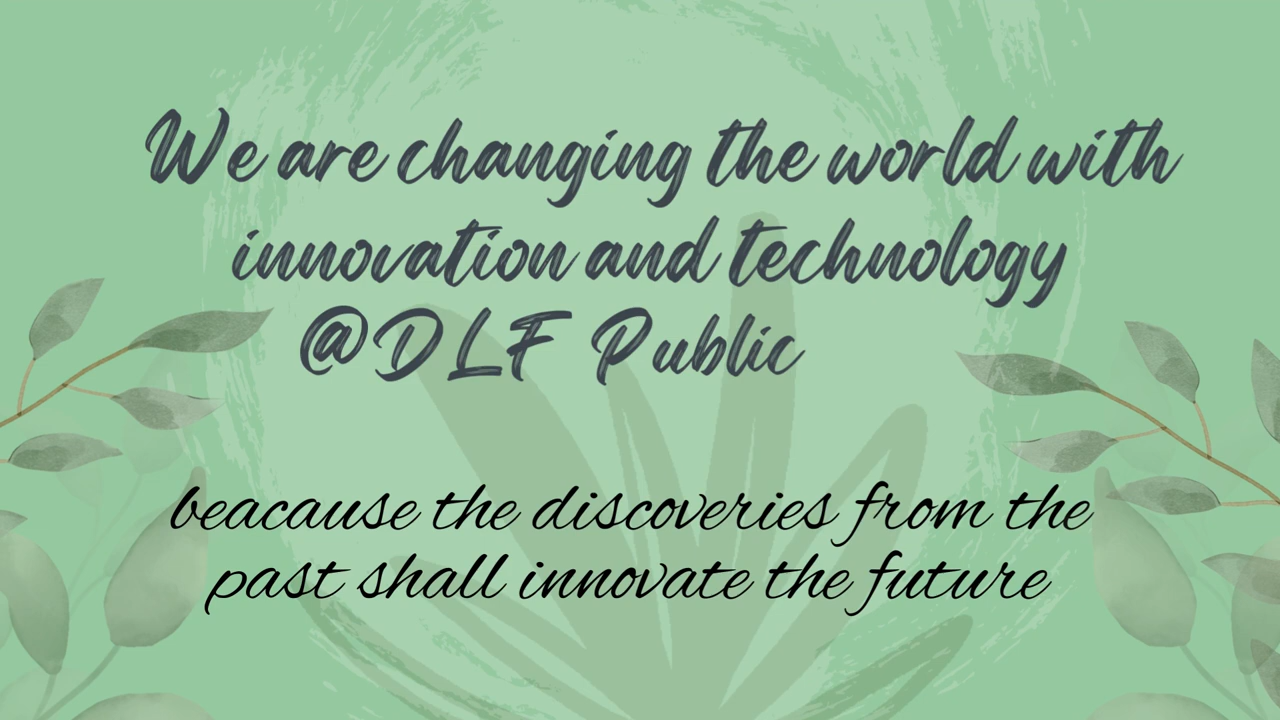 We are changing the world with
innovation and technology
@DLF Public
beacause the discoveries from the
past shall innovate the future